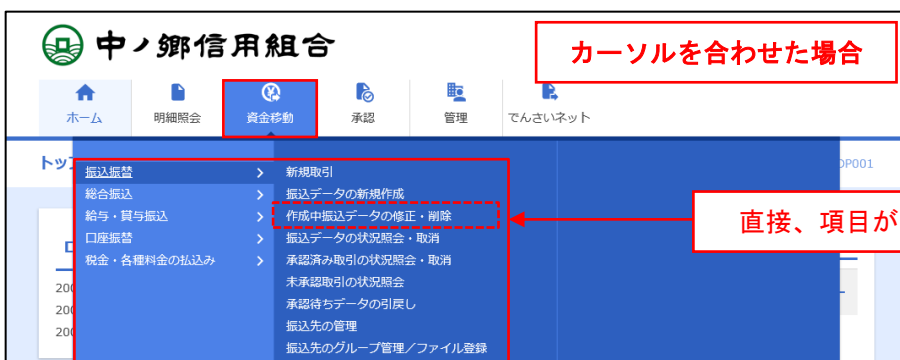 中ノ郷信用組合
カーソルを合わせた場合
ホーム
明細照会
資金移動
承認
管理
でんさいネット
トッ
振込振替
総合振込
給与・賞与振込
口座振替
税金・各種料金の払込み
新規取引
振込データの新規作成
作成中振込データの修正・削除
振込データの状況照会・取消
承認済み取引の状況照会・取消
未承認取引の状況照会
承認待ちデータの引戻し
振込先の管理
振込先のグループ管理/ファイル登録
OP001
直接、項目が
200
200
200